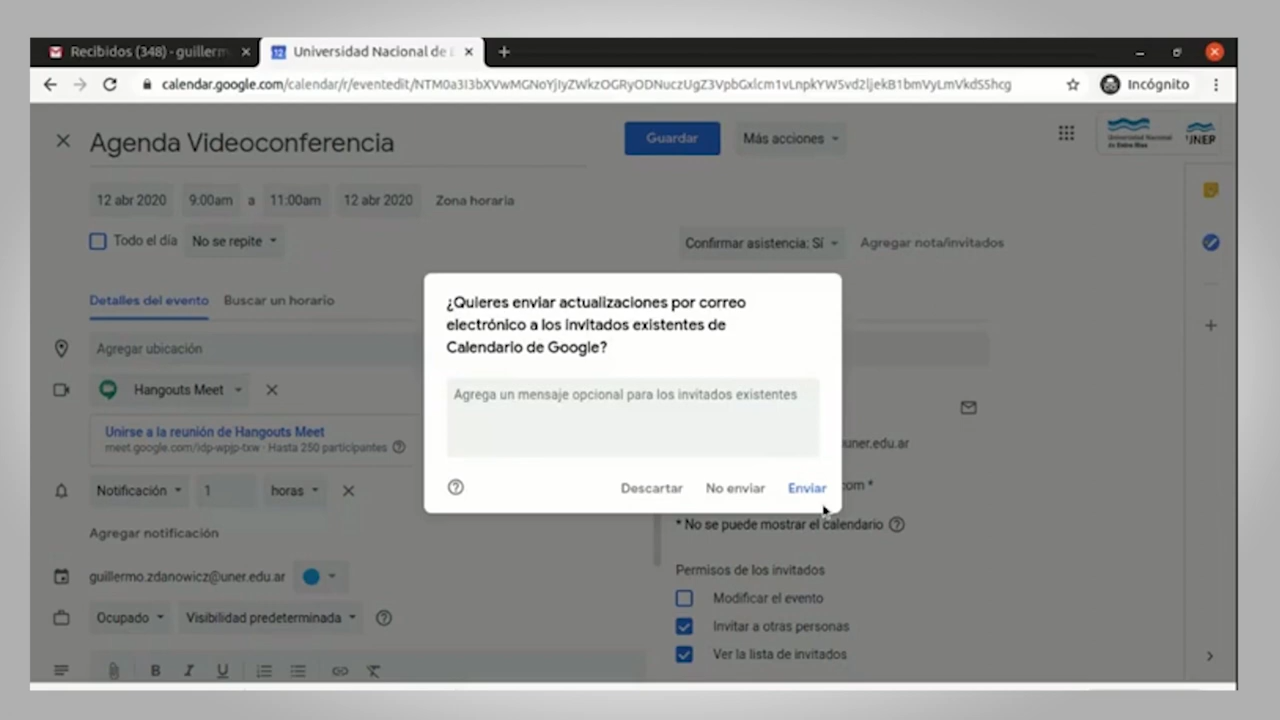 Recibidos (348) - guillerm
Universidad Nacional de
calendar.google.com/calendar/r/eventedit/
Incógnito
Agenda Videoconferencia
Guardar
Más acciones
Universidad Nacional
de Entre Ríos
UNER
12 abr 2020 9:00am a 11:00am 12 abr 2020 Zona horaria
Todo el día No se repite
Confirmar asistencia: Sí Agregar nota/invitados
Detalles del evento Buscar un horario
¿Quieres enviar actualizaciones por correo
electrónico a los invitados existentes de
Calendario de Google?
Agrega un mensaje opcional para los invitados existentes
Descartar No enviar Enviar
Agregar ubicación
Hangouts Meet
Unirse a la reunión de Hangouts Meet
meet.google.com/idp-wpjp-txw · Hasta 250 participantes
Notificación 1 horas
Agregar notificación
guillermo.zdanowicz@uner.edu.ar
Ocupado Visibilidad predeterminada
B I U
uner.edu.ar
com *
* No se puede mostrar el calendario
Permisos de los invitados
Modificar el evento
Invitar a otras personas
Ver la lista de invitados